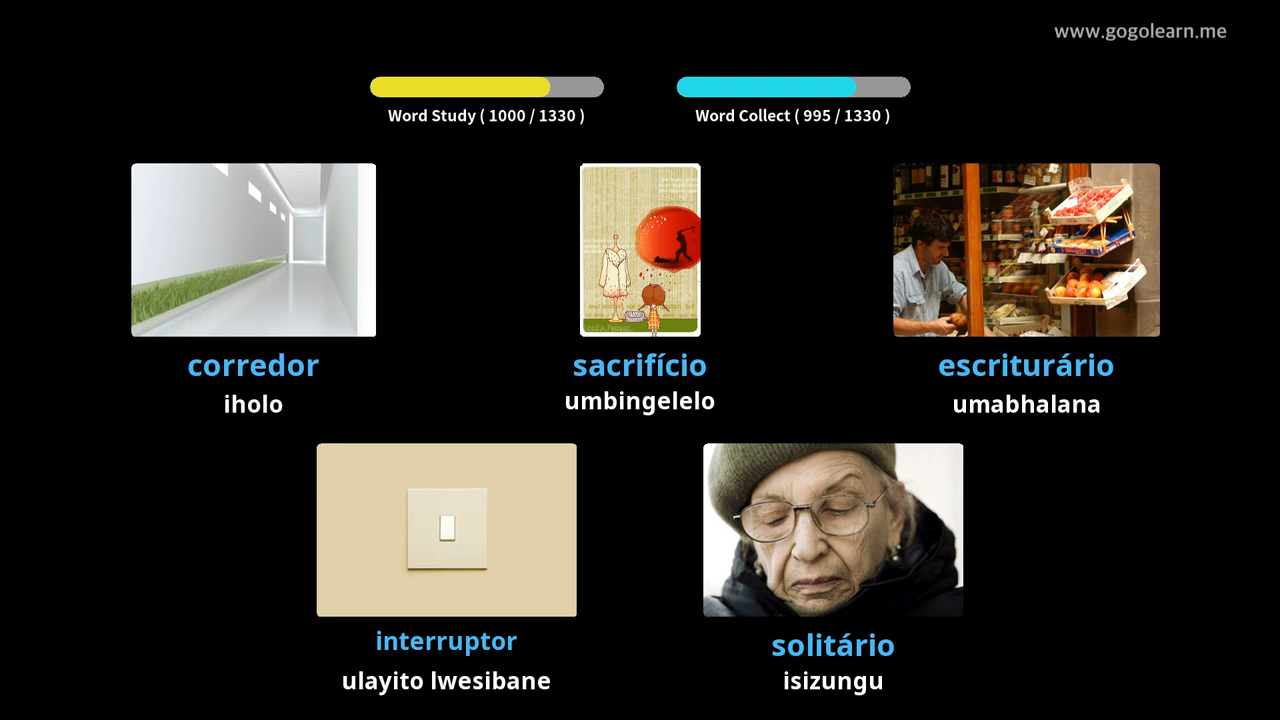 www.gogolearn.me
Word Study ( 1000 / 1330 )
Word Collect ( 995 / 1330 )
corredor
iholo
sacrifício
umbingelelo
escriturário
umabhalana
interruptor
ulayito lwesibane
solitário
isizungu